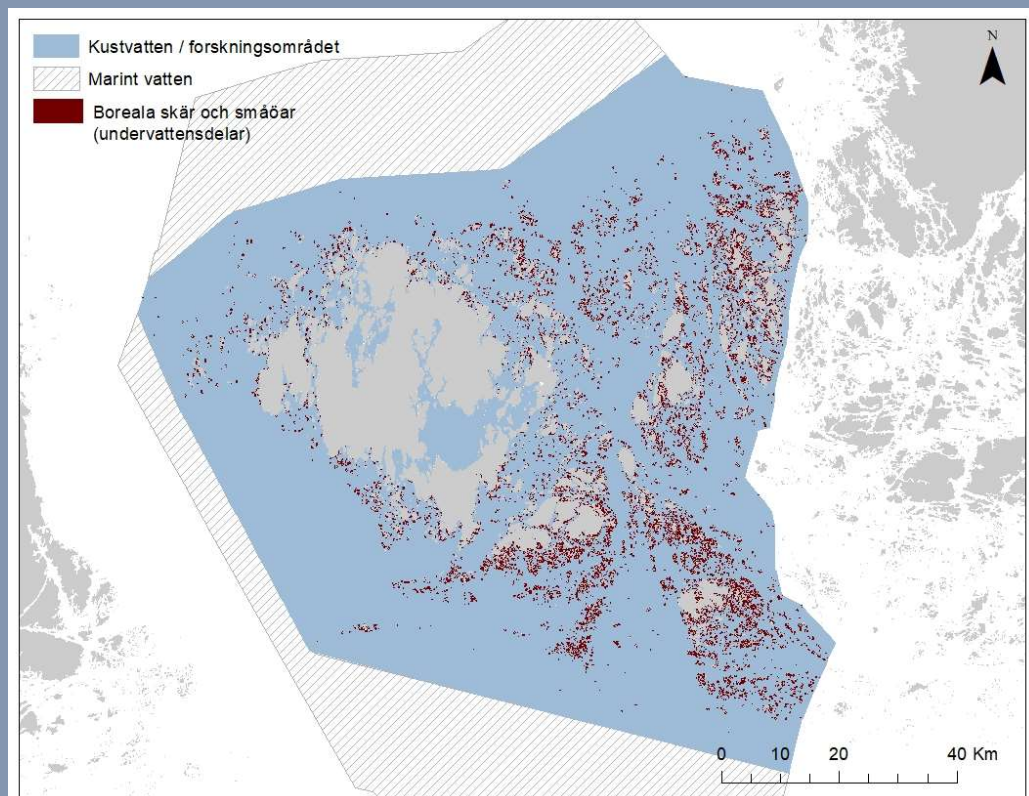 Kustvatten / forskningsområdet
Marint vatten
Boreala skär och småöar
(undervattensdelar)
N
0 10 20 40 Km